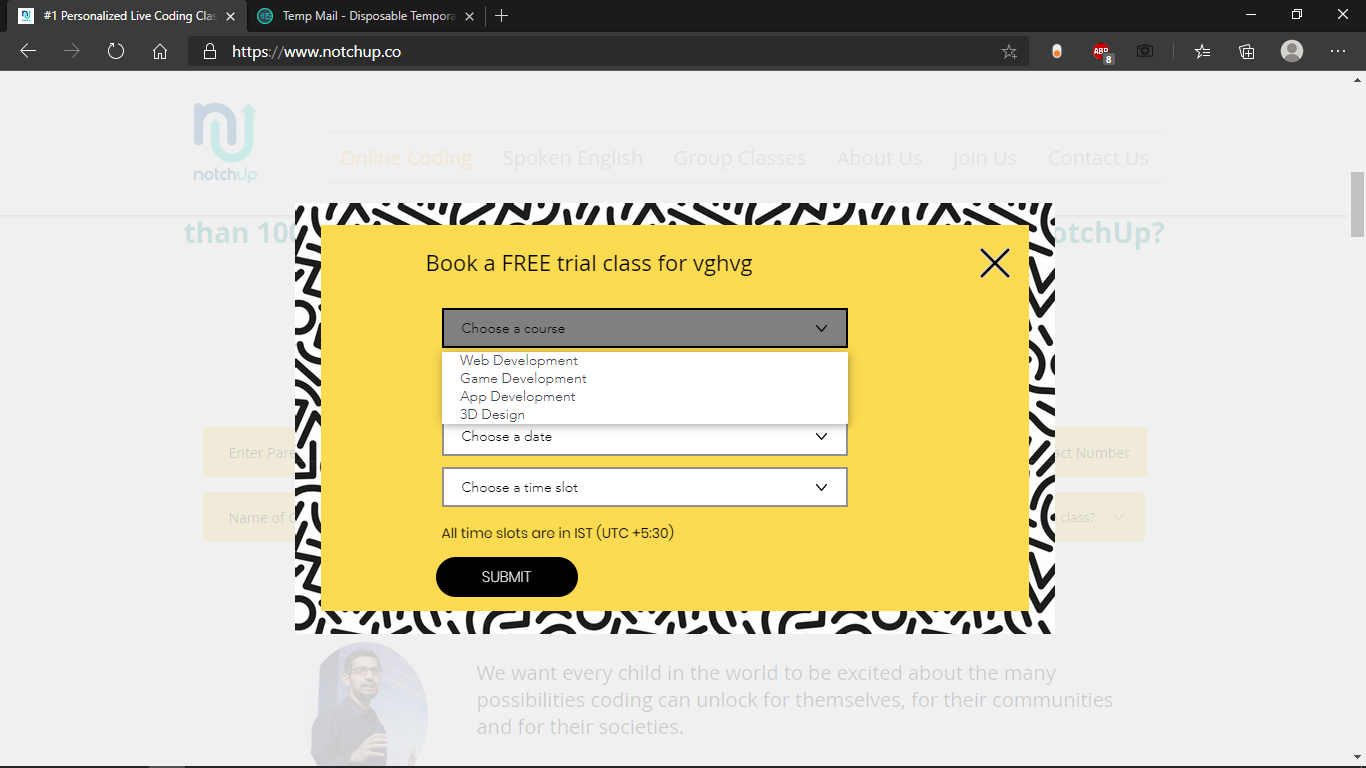 #1 Personalized Live Coding Clas
Temp Mail - Disposable Tempora
https://www.notchup.co
ABP
8
notchUp
Online Coding
Spoken English
Group Classes
About Us
Join Us
Contact Us
than 100
otchUp?
Book a FREE trial class for vghvg
Choose a course
Web Development
Game Development
App Development
3D Design
Choose a date
Enter Pare
act Number
Choose a time slot
Name of C
class?
All time slots are in IST (UTC +5:30)
SUBMIT
We want every child in the world to be excited about the many
possibilities coding can unlock for themselves, for their communities
and for their societies.